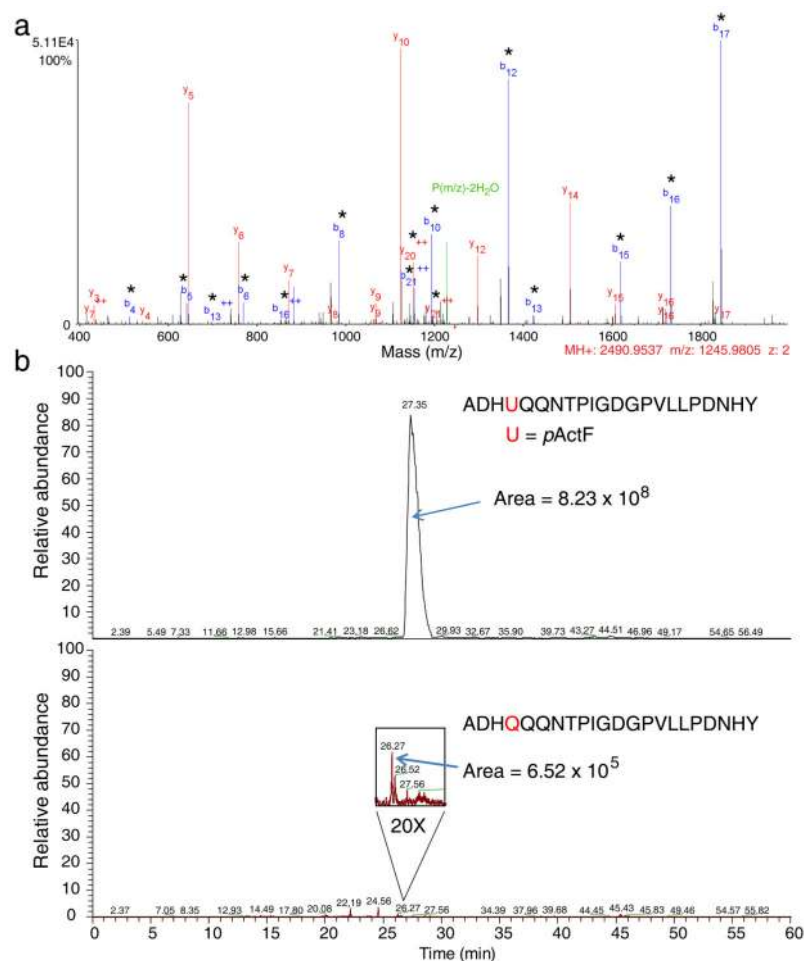 a
5.11E4
100%
y10
b17
b12
y5
P(m/z)-2H2O
y14
b16
b8
b10
y6
y20 ++
y12
b21 ++
b15
y7
y3 ++
b4
b5
b13 ++
b6
b16 ++
y9
b13
y15
y16
y7
y4
y8
y9
y21 ++
y16
y17
0
400 600 800 1000 1200 1400 1600 1800
Mass (m/z)
MH+: 2490.9537 m/z: 1245.9805 z: 2
b
Relative abundance
100
90
80
70
60
50
40
30
20
10
27.35
ADHUQQNTPIGDGPVLLPDNHY
U = pActF
Area = 8.23 x 10^8
2.39 5.49 7.33 11.66 12.98 15.66 21.41 23.18 26.62 29.93 32.67 35.90 39.73 43.27 44.51 46.96 49.17 54.65 56.49
Relative abundance
100
90
80
70
60
50
40
30
20
10
0
ADHQQQNTPIGDGPVLLPDNHY
26.27
26.52
27.56
Area = 6.52 x 10^5
20X
2.37 7.05 8.35 12.93 14.49 17.80 20.08 22.19 24.56 26.27 27.56 34.39 37.96 39.68 44.45 45.43 45.83 49.46 54.57 55.82
0 5 10 15 20 25 30 35 40 45 50 55 60
Time (min)